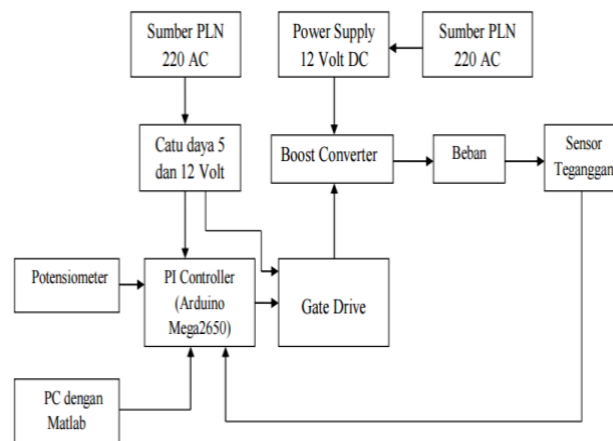 Sumber PLN
220 AC
Power Supply
12 Volt DC
Sumber PLN
220 AC
Catu daya 5
dan 12 Volt
Boost Converter
Beban
Sensor
Teganggan
Potensiometer
PI Controller
(Arduino
Mega2650)
Gate Drive
PC dengan
Matlab